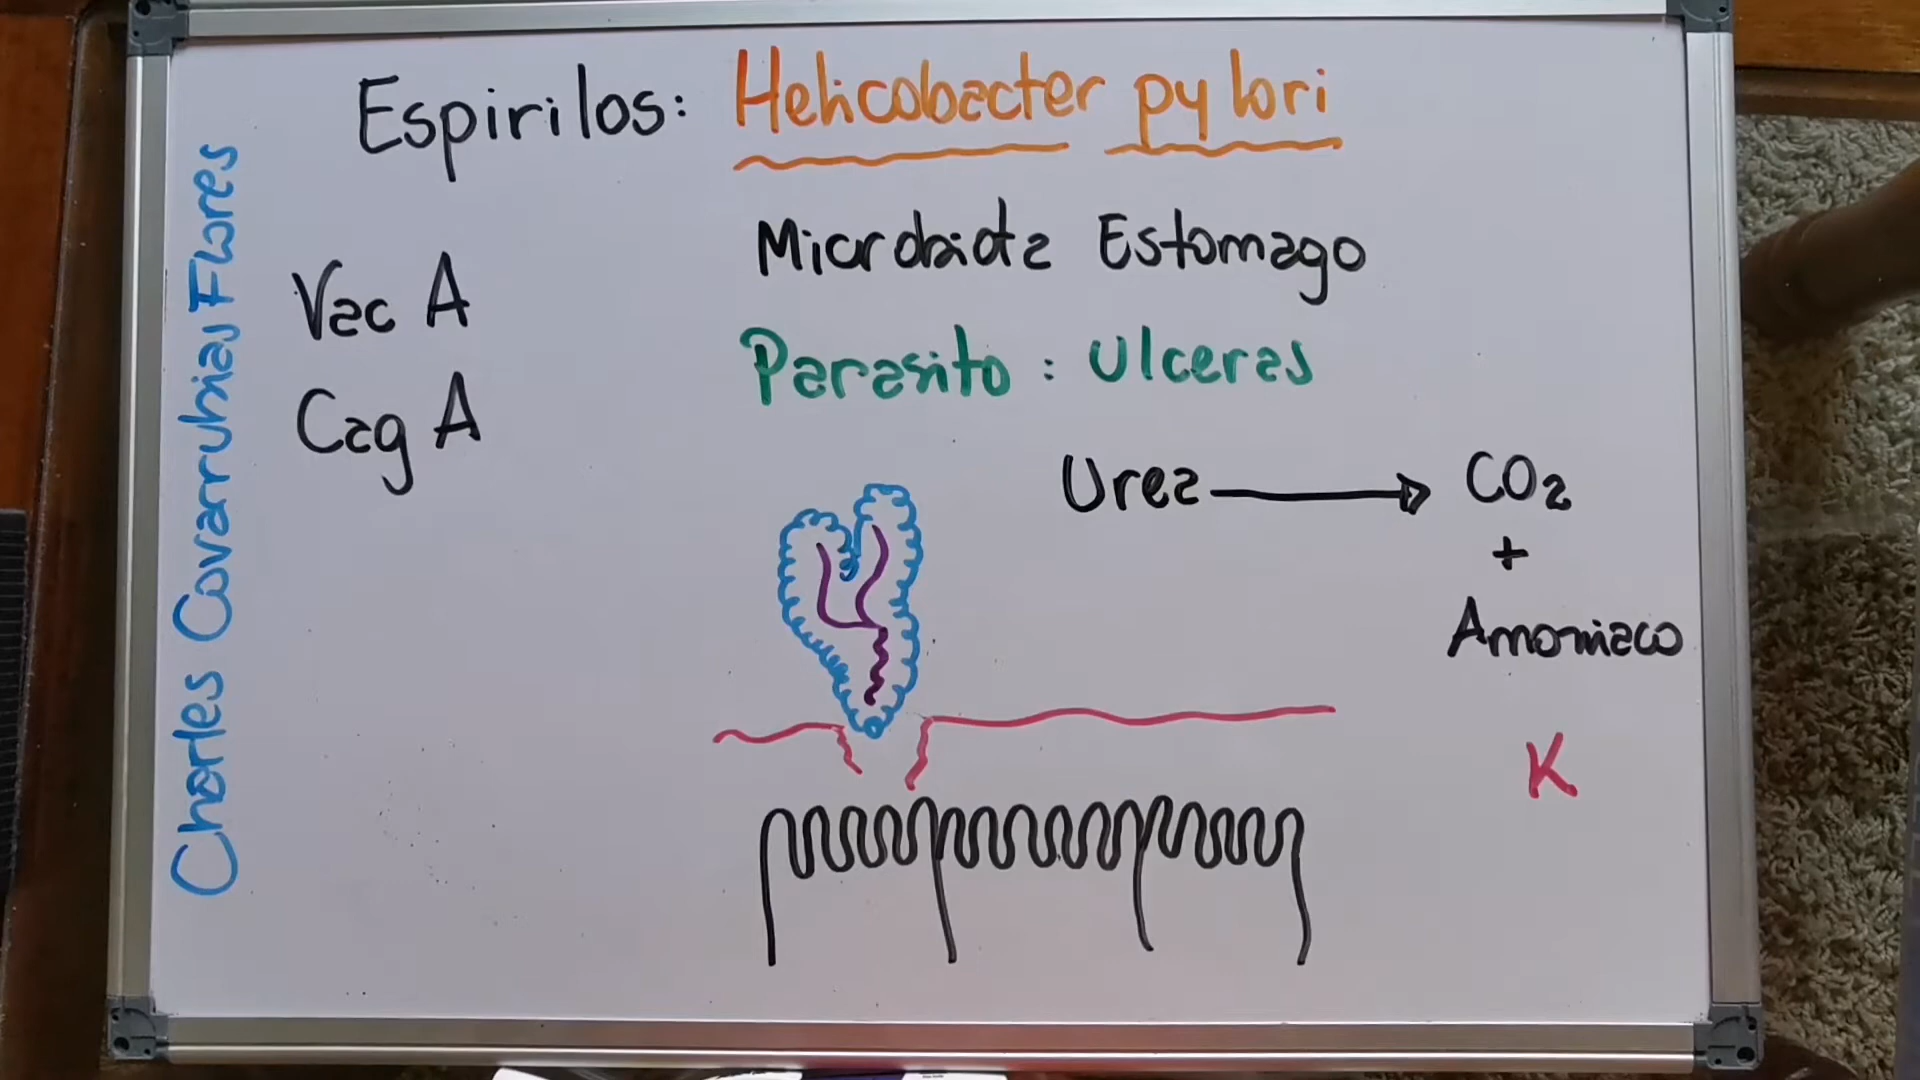 Espirilos: Helicobacter pylori
Microbiota Estomago
Vac A
Parasito: Ulceras
Cag A
Urea → CO₂
+
Amoniaco
K
Charles Covarrubias Flores